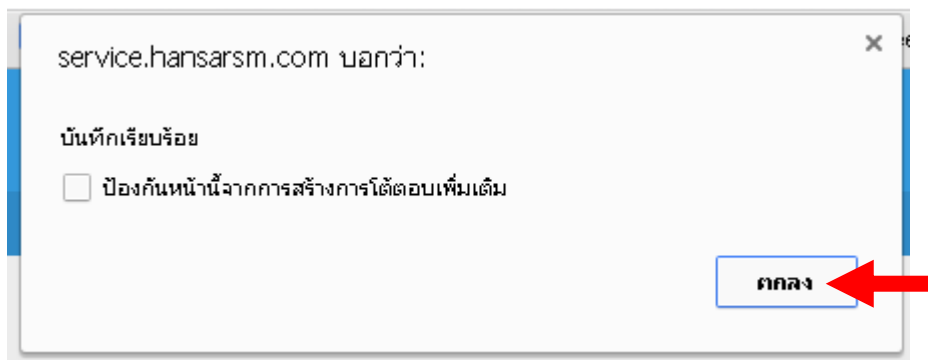 service.hansarsm.com บอกว่า:
บันทึกเรียบร้อย
ป้องกันหน้านี้จากการสร้างการโต้ตอบเพิ่มเติม
ตกลง